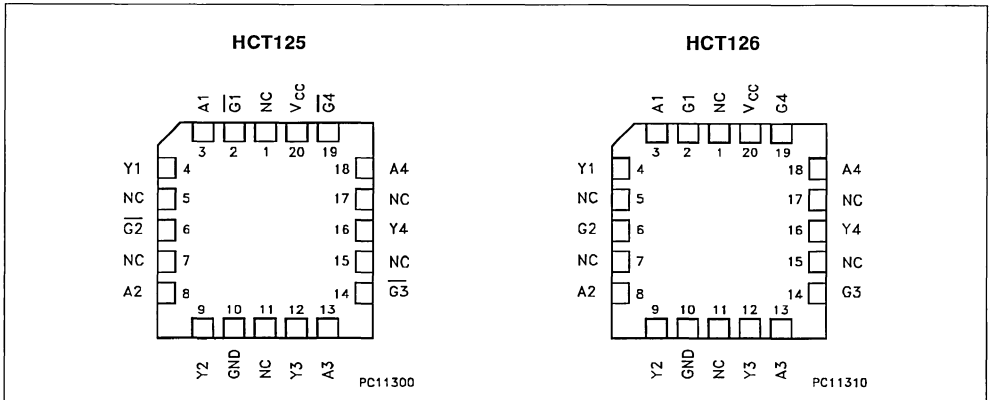 HCT125
A1 G̅1̅ NC VCC G̅4̅
3 2 1 20 19
Y1 4 18 A4
NC 5 17 NC
G̅2̅ 6 16 Y4
NC 7 15 NC
A2 8 14 G̅3̅
9 10 11 12 13
Y2 GND NC Y3 A3
PC11300
HCT126
A1 G1 NC VCC G4
3 2 1 20 19
Y1 4 18 A4
NC 5 17 NC
G2 6 16 Y4
NC 7 15 NC
A2 8 14 G3
9 10 11 12 13
Y2 GND NC Y3 A3
PC11310